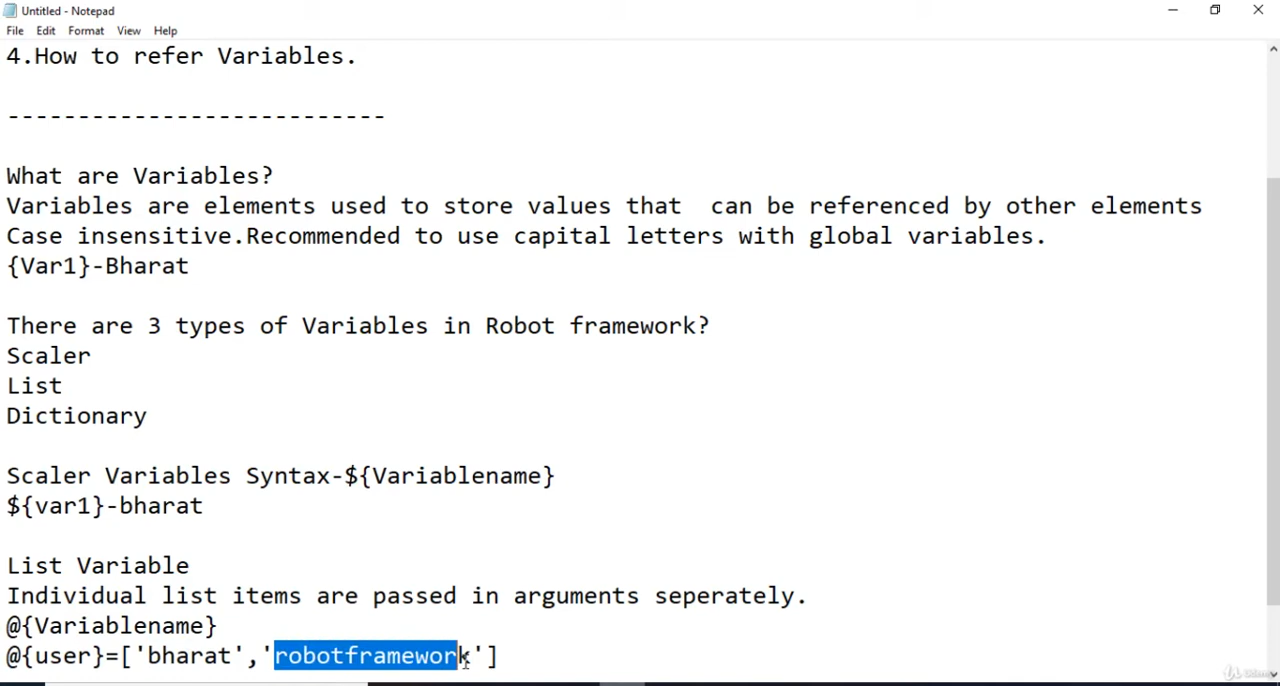 Untitled - Notepad
File Edit Format View Help
4.How to refer Variables.
---------------------------
What are Variables?
Variables are elements used to store values that  can be referenced by other elements
Case insensitive.Recommended to use capital letters with global variables.
{Var1}-Bharat
There are 3 types of Variables in Robot framework?
Scaler
List
Dictionary
Scaler Variables Syntax-${Variablename}
${var1}-bharat
List Variable
Individual list items are passed in arguments seperately.
@{Variablename}
@{user}=['bharat','robotframework']
Udemy